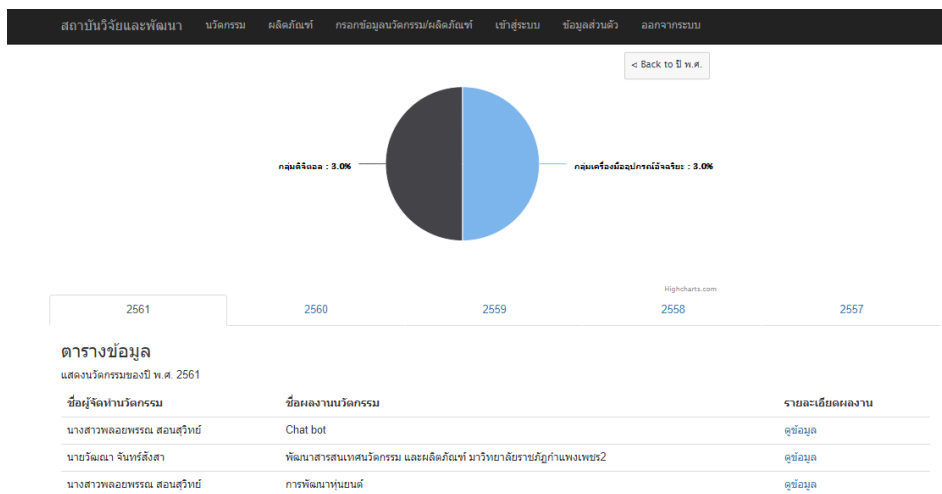 สถาบันวิจัยและพัฒนา นวัตกรรม ผลิตภัณฑ์ กรอกข้อมูลนวัตกรรม/ผลิตภัณฑ์ เข้าสู่ระบบ ข้อมูลส่วนตัว ออกจากระบบ
< Back to ปี พ.ศ.
กลุ่มดิจิตอล : 3.0% กลุ่มเครื่องมืออุปกรณ์อัจฉริยะ : 3.0%
Highcharts.com
2561 2560 2559 2558 2557
ตารางข้อมูล
แสดงนวัตกรรมของปี พ.ศ. 2561
ชื่อผู้จัดทำนวัตกรรม ชื่อผลงานนวัตกรรม รายละเอียดผลงาน
นางสาวพลอยพรรณ สอนสุวิทย์ Chat bot ดูข้อมูล
นายวัฒณา จันทร์สังสา พัฒนาสารสนเทศนวัตกรรม และผลิตภัณฑ์ มาวิทยาลัยราชภัฏกำแพงเพชร2 ดูข้อมูล
นางสาวพลอยพรรณ สอนสุวิทย์ การพัฒนาหุ่นยนต์ ดูข้อมูล